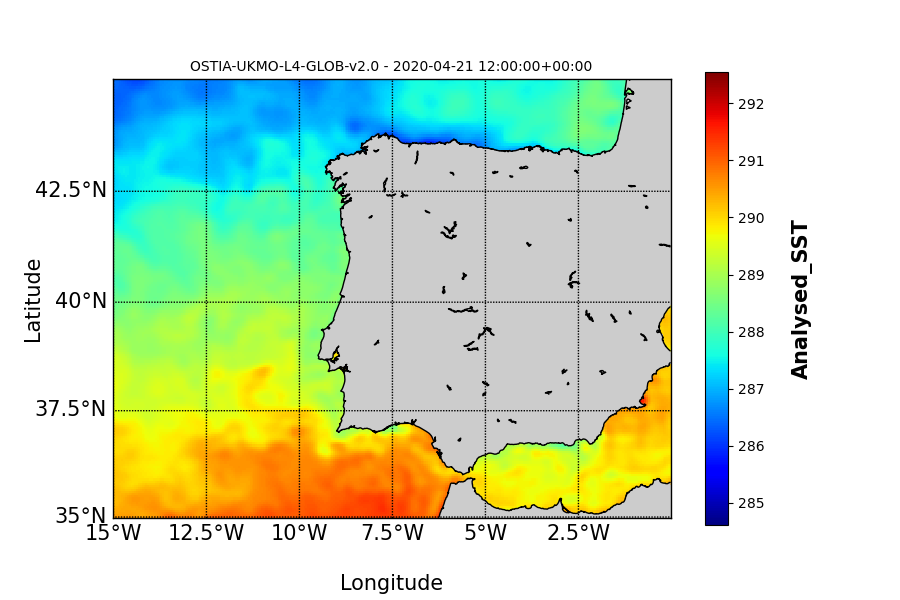 OSTIA-UKMO-L4-GLOB-v2.0 - 2020-04-21 12:00:00+00:00
42.5°N
40°N
37.5°N
35°N
15°W 12.5°W 10°W 7.5°W 5°W 2.5°W
Latitude
Longitude
292
291
290
289
288
287
286
285
Analysed_SST